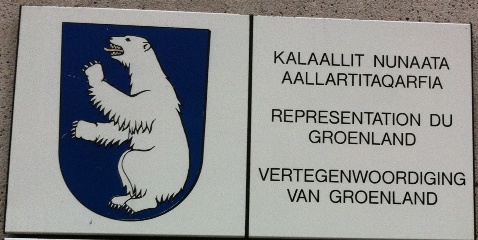 KALAALLIT NUNAATA
AALLARTITAQARFIA
REPRESENTATION DU
GROENLAND
VERTEGENWOORDIGING
VAN GROENLAND